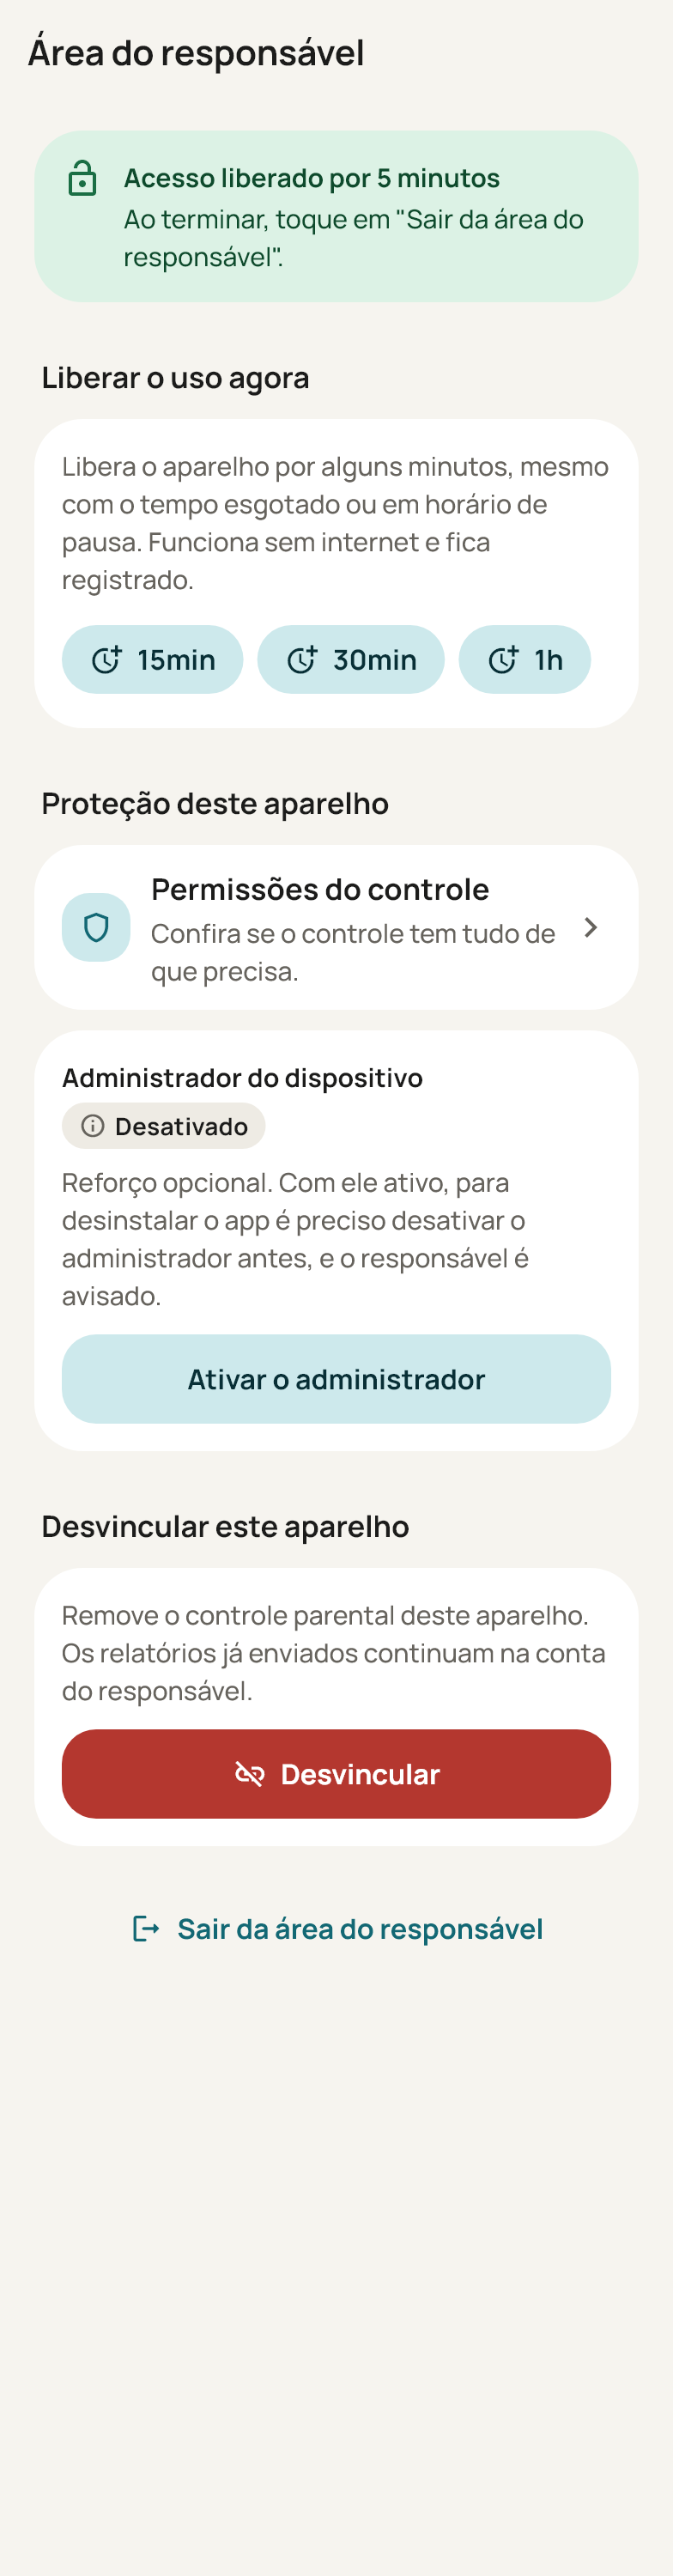 Área do responsável
Acesso liberado por 5 minutos
Ao terminar, toque em "Sair da área do
responsável".
Liberar o uso agora
Libera o aparelho por alguns minutos, mesmo
com o tempo esgotado ou em horário de
pausa. Funciona sem internet e fica
registrado.
15min 30min 1h
Proteção deste aparelho
Permissões do controle
Confira se o controle tem tudo de
que precisa.
Administrador do dispositivo
Desativado
Reforço opcional. Com ele ativo, para
desinstalar o app é preciso desativar o
administrador antes, e o responsável é
avisado.
Ativar o administrador
Desvincular este aparelho
Remove o controle parental deste aparelho.
Os relatórios já enviados continuam na conta
do responsável.
Desvincular
Sair da área do responsável